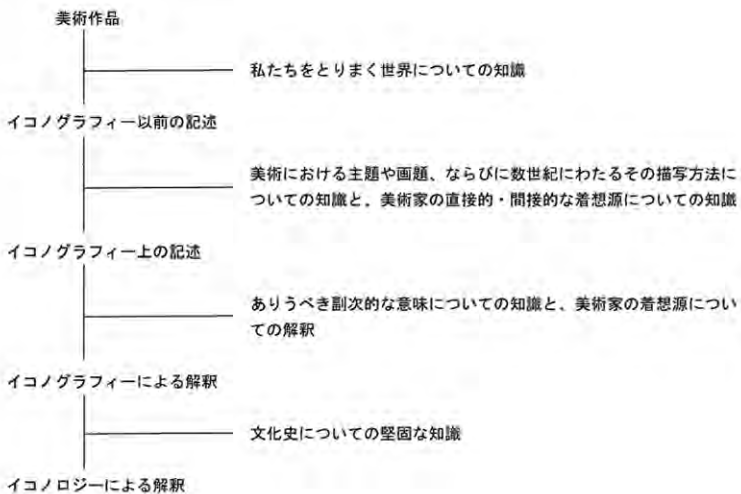 美術作品
私たちをとりまく世界についての知識
イコノグラフィー以前の記述
美術における主題や画題、ならびに数世紀にわたるその描写方法に
ついての知識と、美術家の直接的・間接的な着想源についての知識
イコノグラフィー上の記述
ありうべき副次的な意味についての知識と、美術家の着想源につい
ての解釈
イコノグラフィーによる解釈
文化史についての堅固な知識
イコノロジーによる解釈